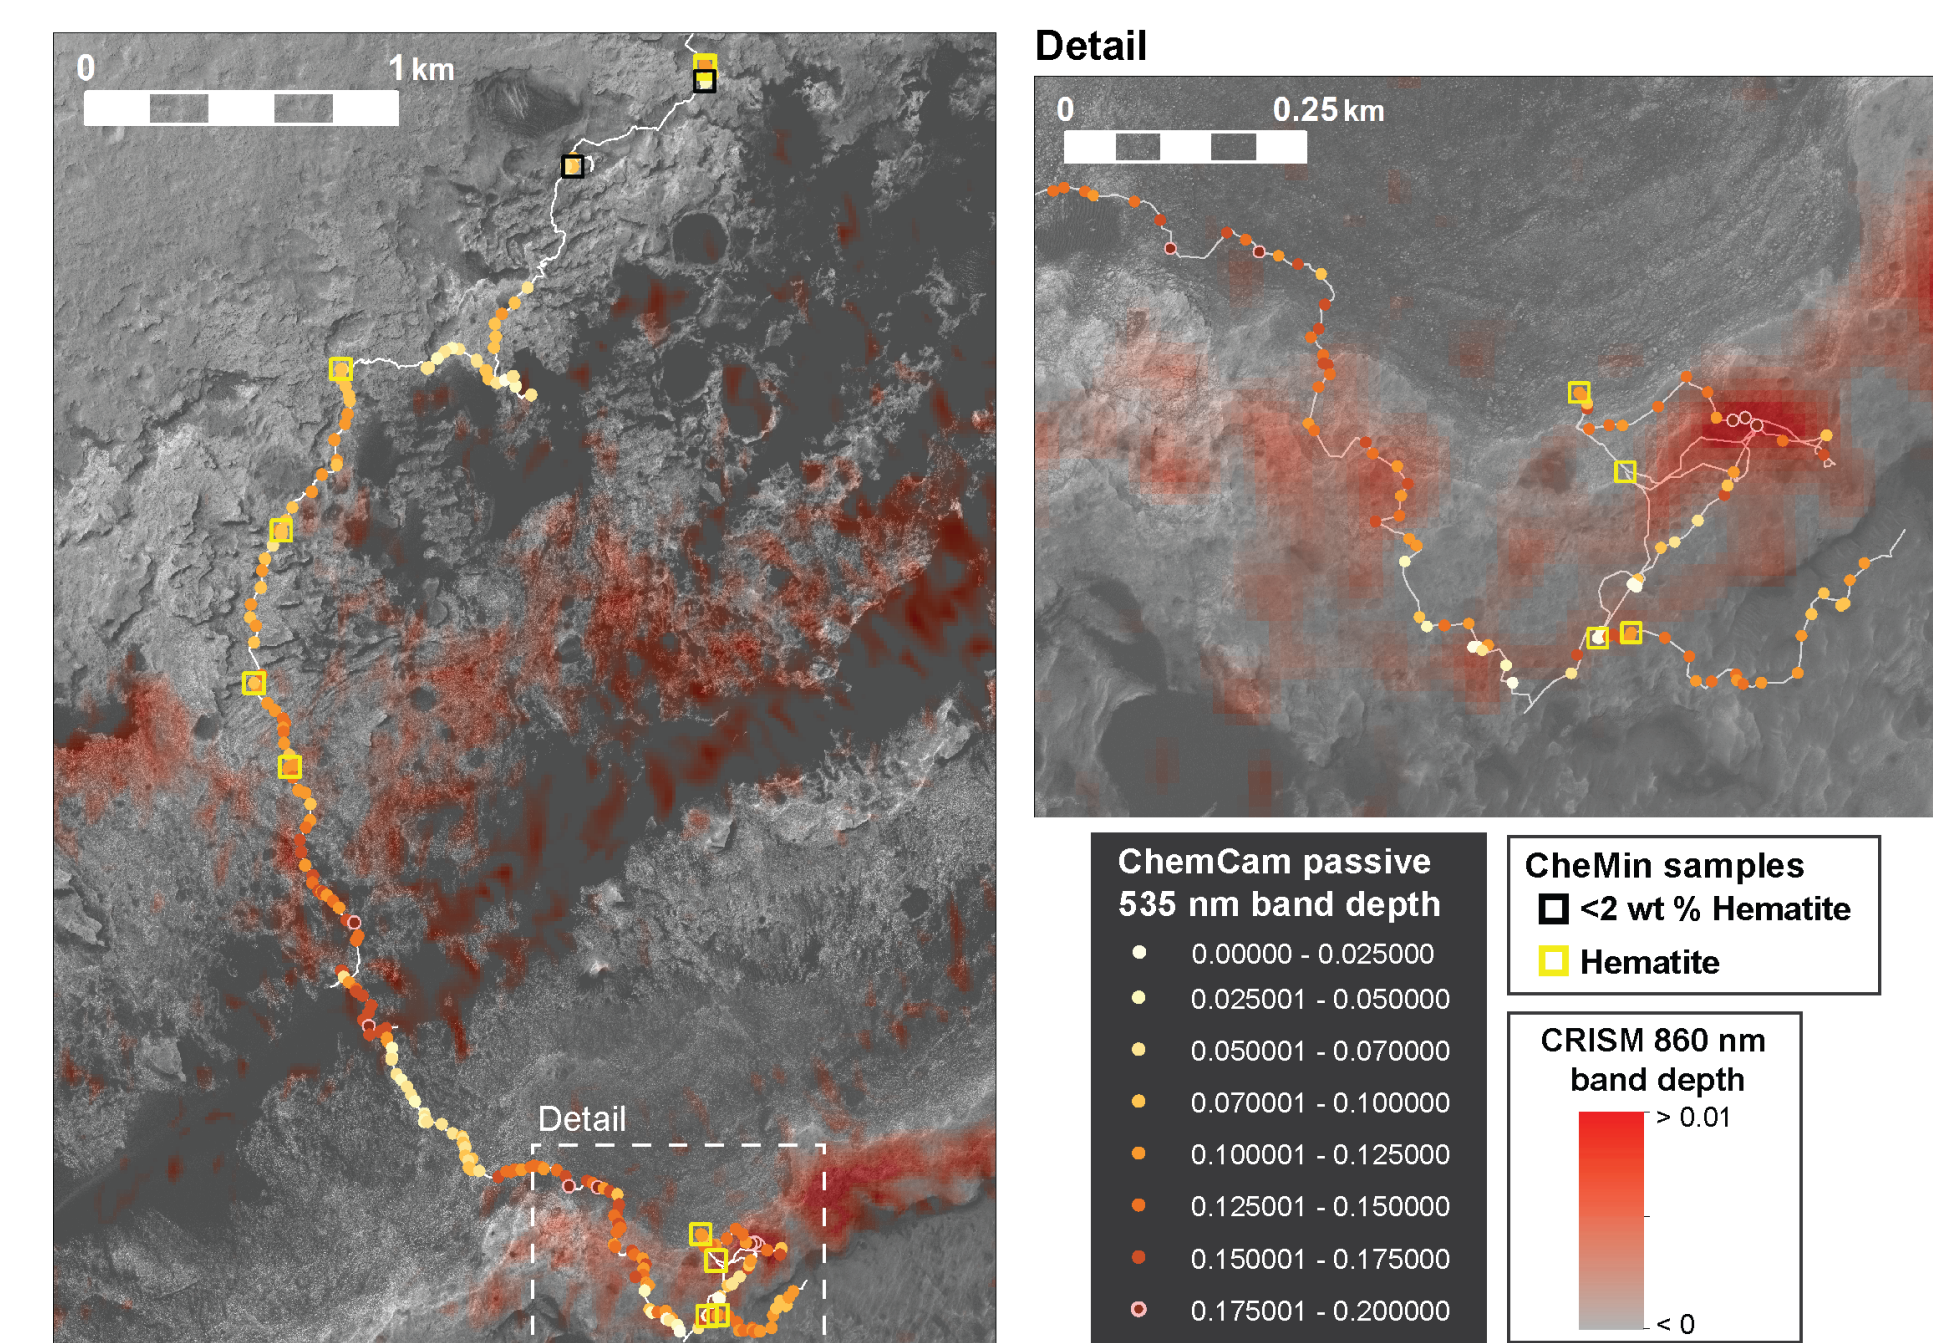 0 1 km
Detail
Detail
0 0.25 km
ChemCam passive
535 nm band depth
0.00000 - 0.025000
0.025001 - 0.050000
0.050001 - 0.070000
0.070001 - 0.100000
0.100001 - 0.125000
0.125001 - 0.150000
0.150001 - 0.175000
0.175001 - 0.200000
CheMin samples
<2 wt % Hematite
Hematite
CRISM 860 nm
band depth
> 0.01
< 0